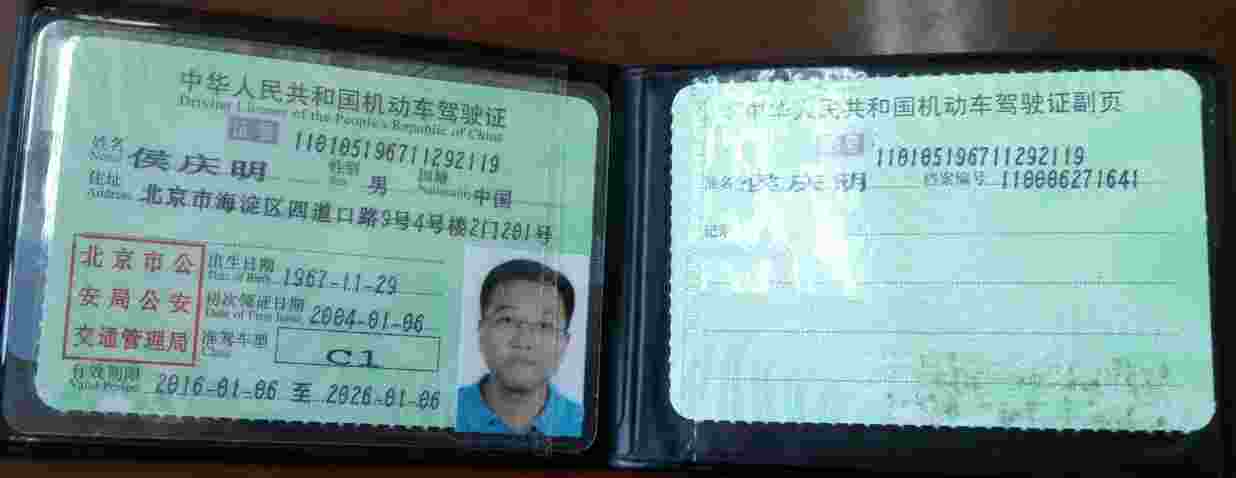 中华人民共和国机动车驾驶证
Driving License of the People's Republic of China
证号 110105196711292119
姓名 Name 侯庆明 性别 Sex 男 国籍 Nationality 中国
住址 Address 北京市海淀区四道口路9号4号楼2门201号
北京市公
安局公安
交通管理局
出生日期 Date of Birth 1967-11-29
初次领证日期 Date of First Issue 2004-01-06
准驾车型 Class C1
有效期限 Valid Period 2016-01-06 至 2026-01-06
中华人民共和国机动车驾驶证副页
证号 110105196711292119
姓名 侯庆明 档案编号 110006271641
记录